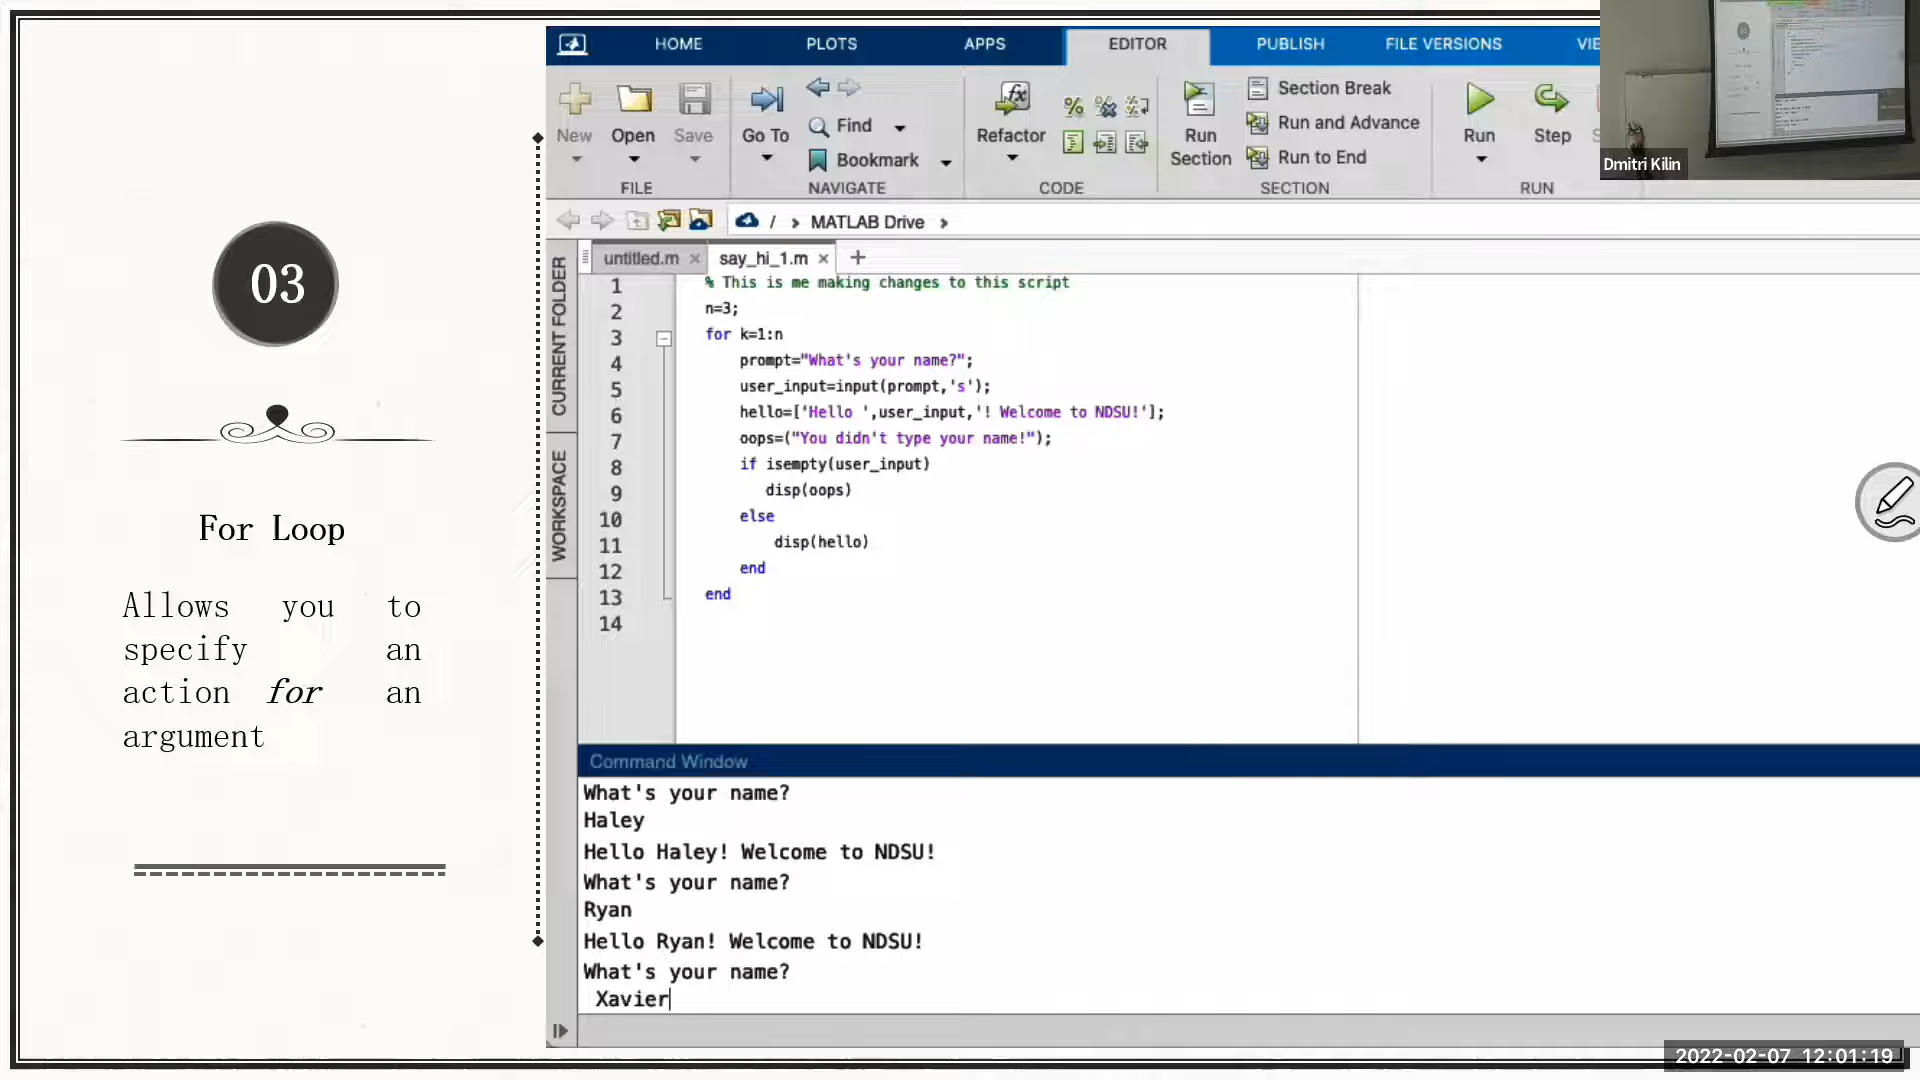 03
For Loop
Allows you to
specify an
action for an
argument
HOME PLOTS APPS EDITOR PUBLISH FILE VERSIONS
New Open Save Go To Find Bookmark Refactor Run Section Section Break Run and Advance Run to End Run Step
FILE NAVIGATE CODE SECTION RUN
Dmitri Kilin
/ > MATLAB Drive >
CURRENT FOLDER
WORKSPACE
untitled.m × say_hi_1.m × +
1 % This is me making changes to this script
2 n=3;
3 for k=1:n
4 prompt="What's your name?";
5 user_input=input(prompt,'s');
6 hello=['Hello ',user_input,'! Welcome to NDSU!'];
7 oops=("You didn't type your name!");
8 if isempty(user_input)
9 disp(oops)
10 else
11 disp(hello)
12 end
13 end
14
Command Window
What's your name?
Haley
Hello Haley! Welcome to NDSU!
What's your name?
Ryan
Hello Ryan! Welcome to NDSU!
What's your name?
Xavier
2022-02-07 12:01:19